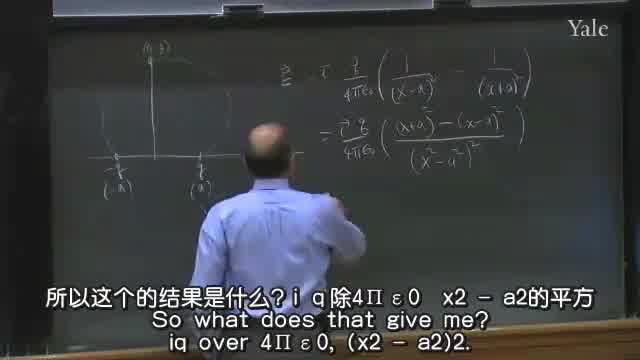 Yale
E = i q/4πε₀ ( 1/(x-a)² - 1/(x+a)² )
= i q/4πε₀ ( (x+a)² - (x-a)² / (x² - a²)² )
-q
q
(-a)
(a)
所以这个的结果是什么? i q除4Π ε0 x2 - a2的平方
So what does that give me?
iq over 4Π ε0, (x2 - a2)2.